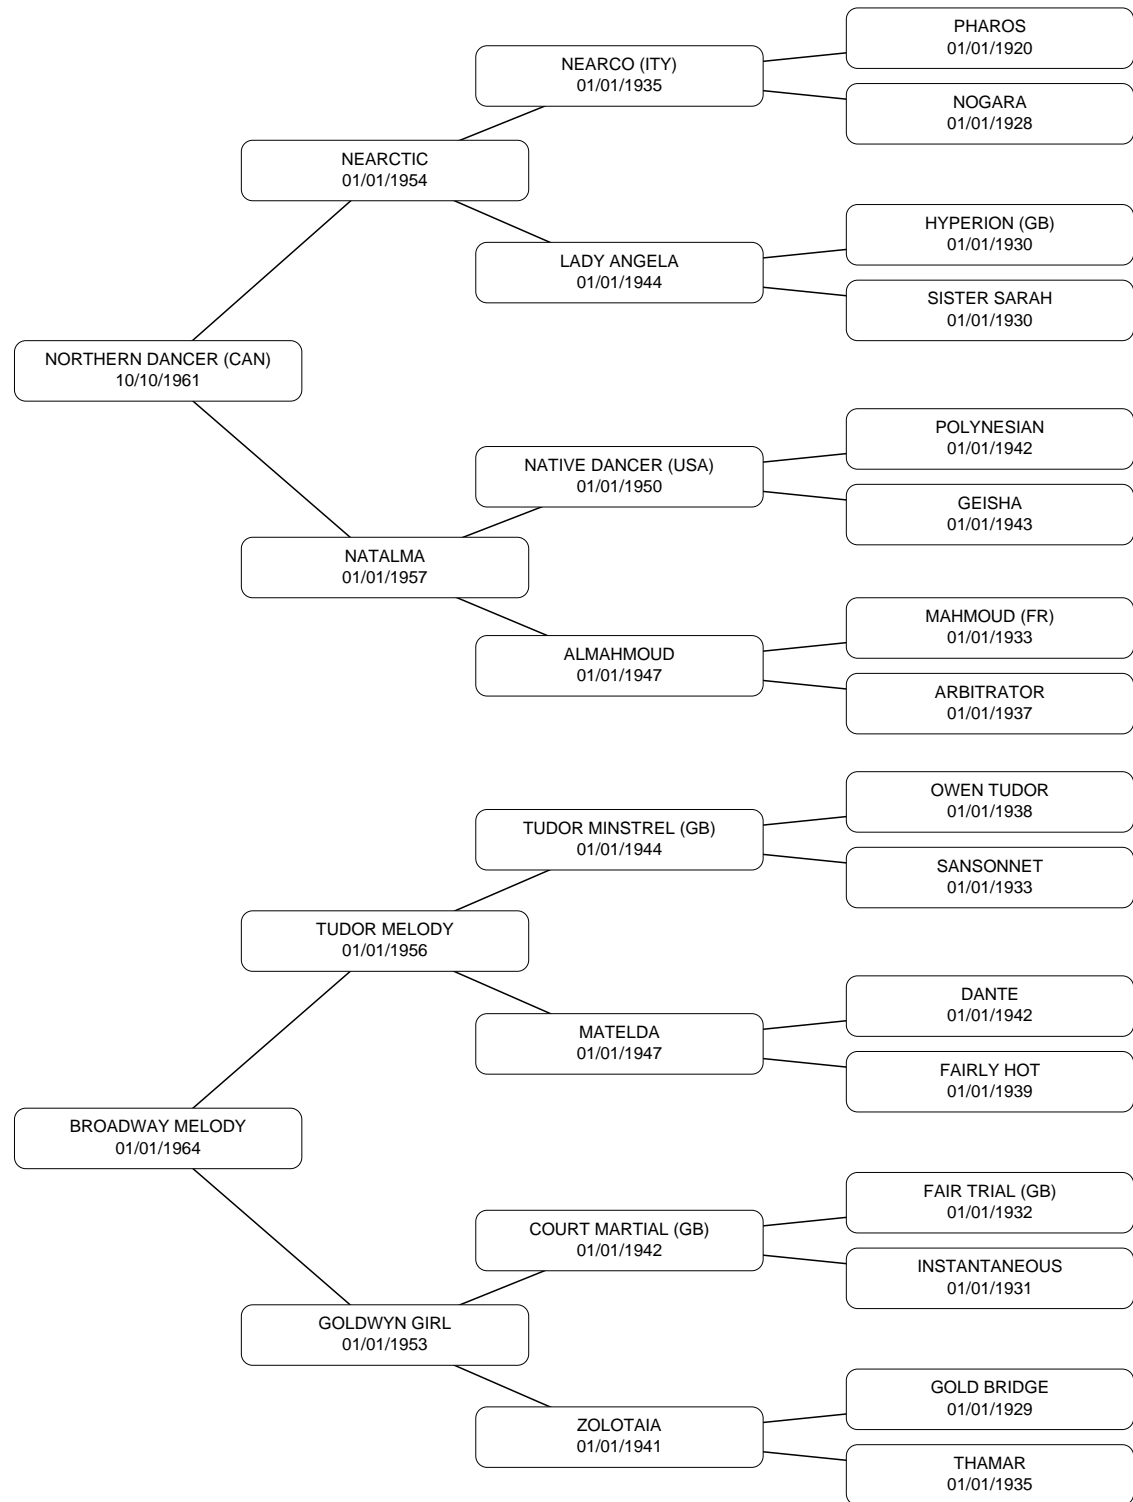 PHAROS
01/01/1920
NEARCO (ITY)
01/01/1935
NOGARA
01/01/1928
NEARCTIC
01/01/1954
HYPERION (GB)
01/01/1930
LADY ANGELA
01/01/1944
SISTER SARAH
01/01/1930
NORTHERN DANCER (CAN)
10/10/1961
POLYNESIAN
01/01/1942
NATIVE DANCER (USA)
01/01/1950
GEISHA
01/01/1943
NATALMA
01/01/1957
MAHMOUD (FR)
01/01/1933
ALMAHMOUD
01/01/1947
ARBITRATOR
01/01/1937
OWEN TUDOR
01/01/1938
TUDOR MINSTREL (GB)
01/01/1944
SANSONNET
01/01/1933
TUDOR MELODY
01/01/1956
DANTE
01/01/1942
MATELDA
01/01/1947
FAIRLY HOT
01/01/1939
BROADWAY MELODY
01/01/1964
FAIR TRIAL (GB)
01/01/1932
COURT MARTIAL (GB)
01/01/1942
INSTANTANEOUS
01/01/1931
GOLDWYN GIRL
01/01/1953
GOLD BRIDGE
01/01/1929
ZOLOTAIA
01/01/1941
THAMAR
01/01/1935